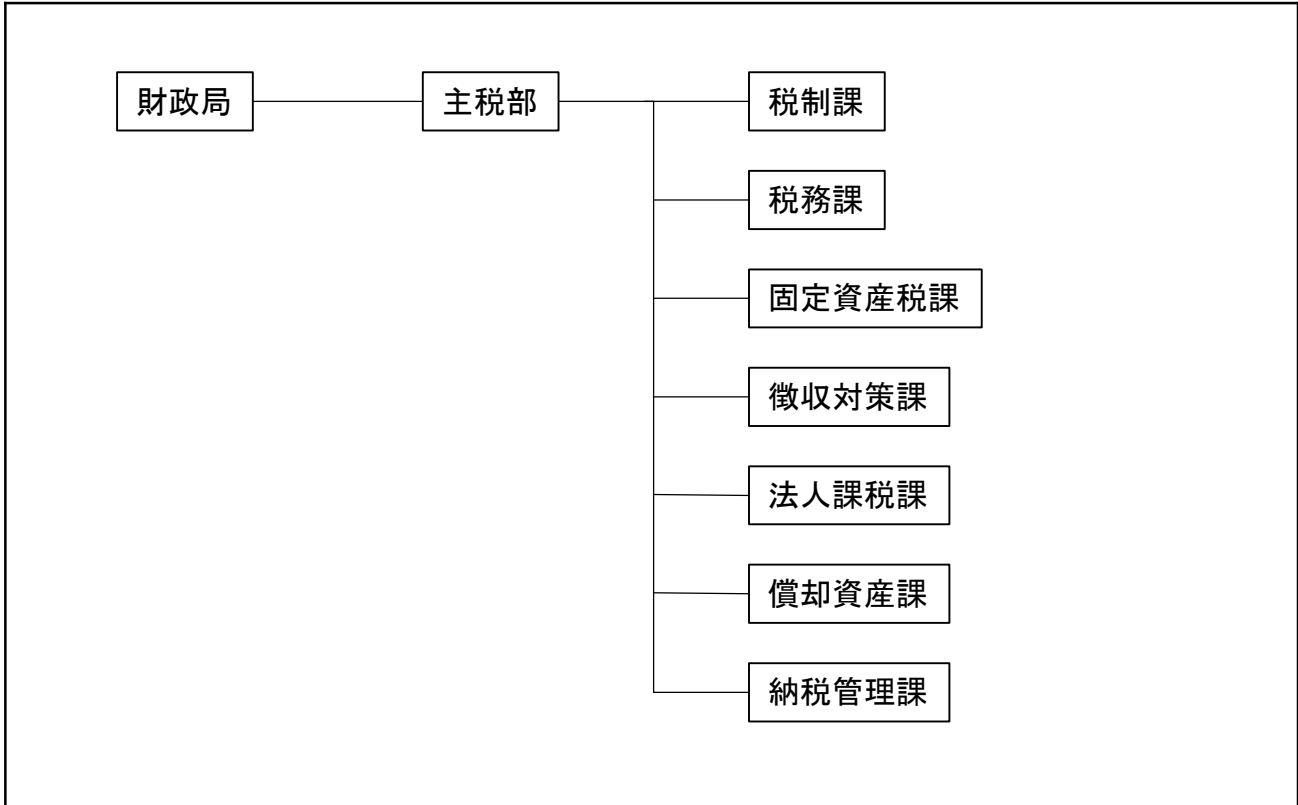 財政局
主税部
税制課
税務課
固定資産税課
徴収対策課
法人課税課
償却資産課
納税管理課